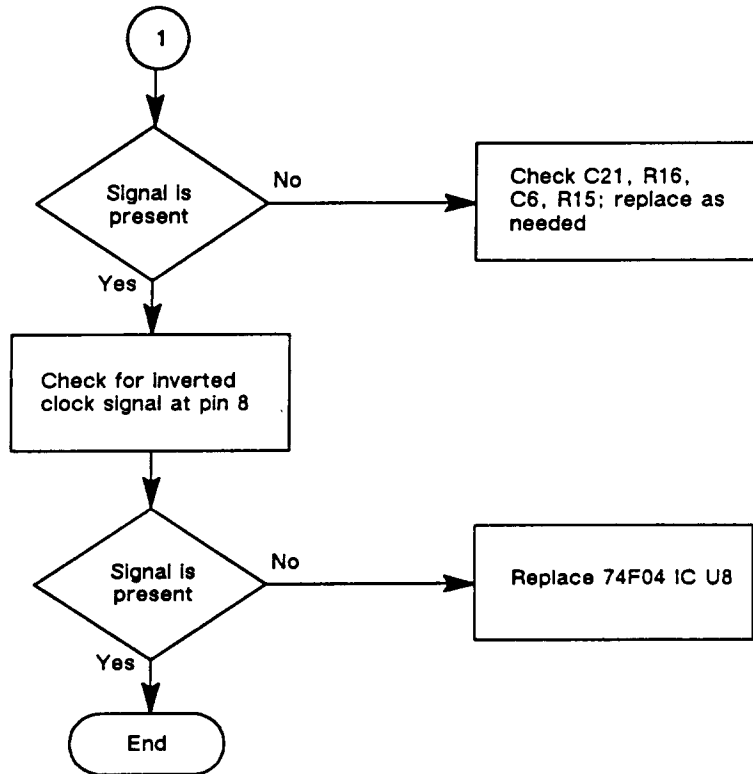 1
Signal is
present
No
Check C21, R16,
C6, R15; replace as
needed
Yes
Check for inverted
clock signal at pin 8
Signal is
present
No
Replace 74F04 IC U8
Yes
End